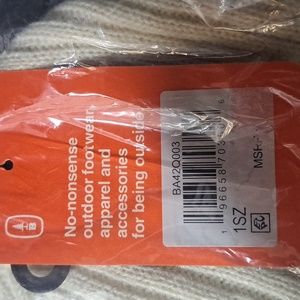 No-nonsense
outdoor footwear,
apparel and
accessories
for being outside
BA42Q003
1SZ